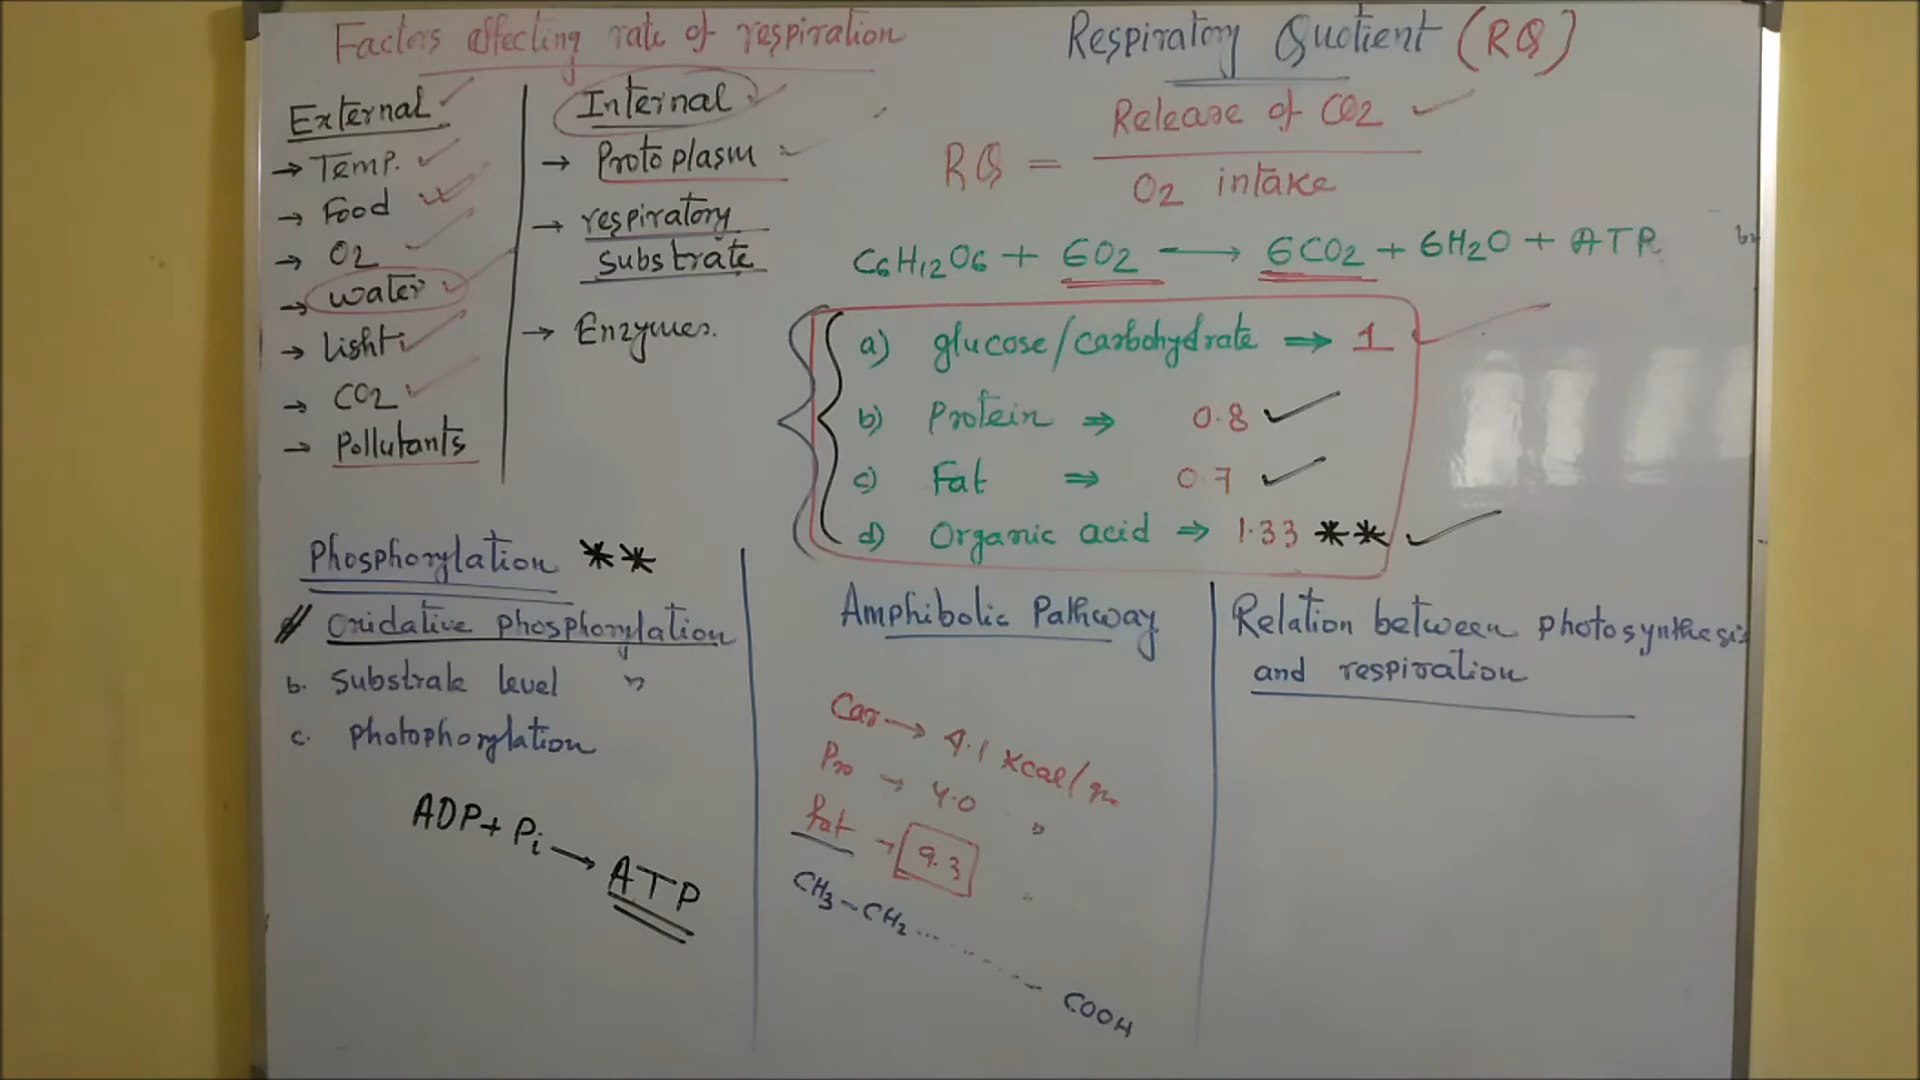 Factors affecting rate of respiration
External
→ Temp.
→ Food
→ O2
→ water
→ Light
→ CO2
→ Pollutants
Internal
→ Protoplasm
→ respiratory
substrate
→ Enzymes.
Respiratory Quotient (RQ)
RQ = Release of CO2
O2 intake
C6H12O6 + 6O2 → 6CO2 + 6H2O + ATP
a) glucose/carbohydrate ⇒ 1
b) Protein ⇒ 0.8
c) Fat ⇒ 0.7
d) Organic acid ⇒ 1.33 **
Phosphorylation **
Oxidative phosphorylation
b. Substrate level "
c. photophorylation
ADP + Pi → ATP
Amphibolic Pathway
Car → 4.1 Kcal/gm
Pro → 4.0 "
fat → 9.3 "
CH3 - CH2 ........... COOH
Relation between photosynthesis
and respiration